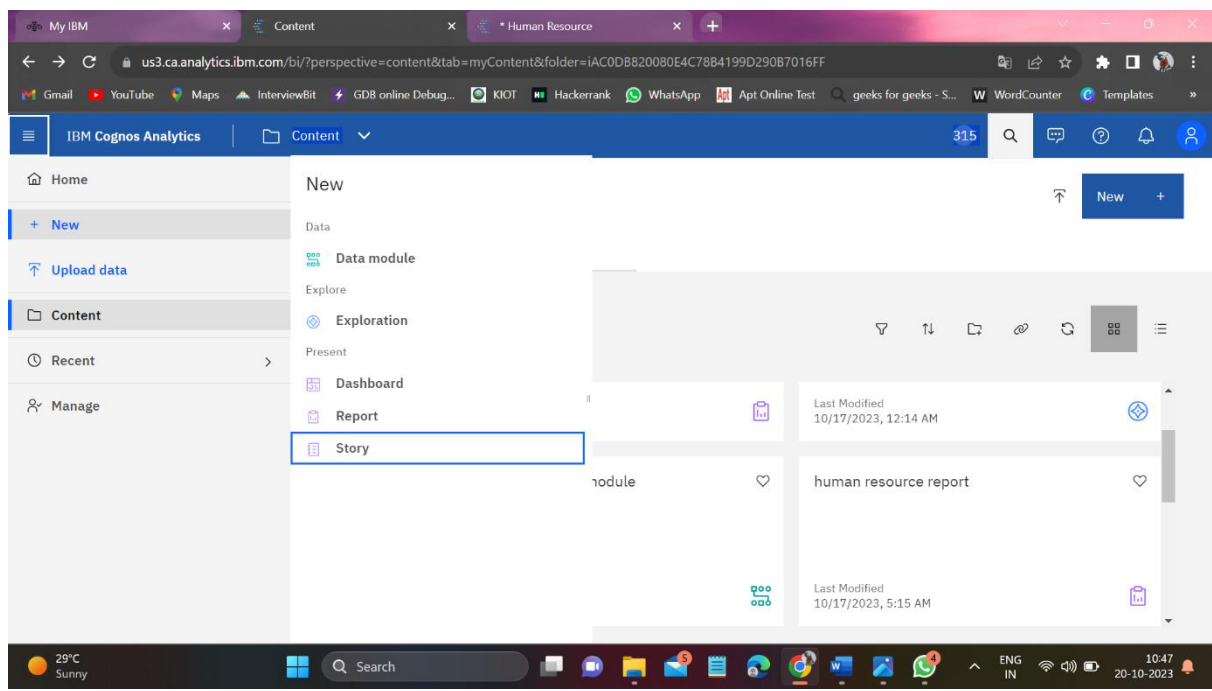 My IBM
Content
* Human Resource
us3.ca.analytics.ibm.com/bi/?perspective=content&tab=myContent&folder=iAC0DB820080E4C78B4199D290B7016FF
Gmail YouTube Maps InterviewBit GDB online Debug... KIOT Hackerrank WhatsApp Apt Online Test geeks for geeks - S... WordCounter Templates »
IBM Cognos Analytics Content 315
Home
+ New
Upload data
Content
Recent
Manage
New
Data
Data module
Explore
Exploration
Present
Dashboard
Report
Story
New +
Last Modified
10/17/2023, 12:14 AM
nodule
human resource report
Last Modified
10/17/2023, 5:15 AM
29°C
Sunny
Search
5
4
ENG
IN
10:47
20-10-2023